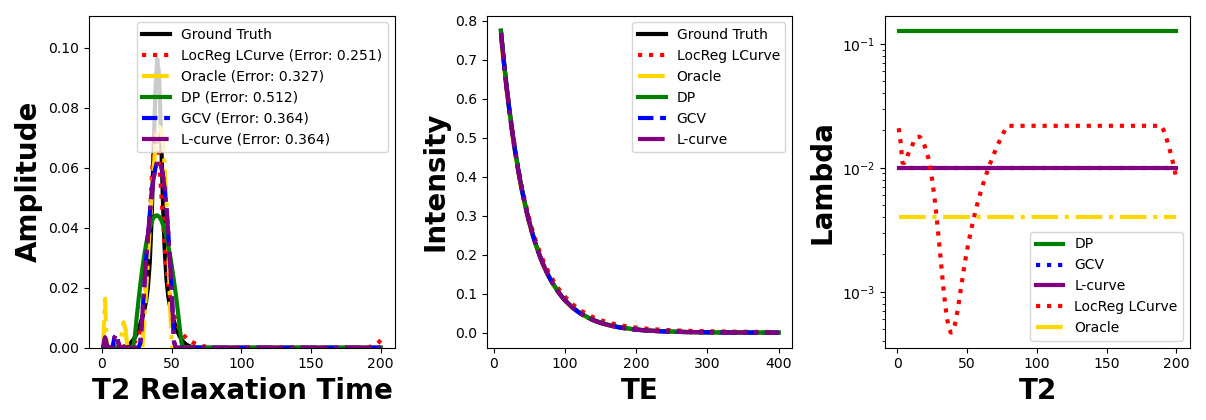 Amplitude
0.00
0.02
0.04
0.06
0.08
0.10
0
50
100
150
200
T2 Relaxation Time
Ground Truth
LocReg LCurve (Error: 0.251)
Oracle (Error: 0.327)
DP (Error: 0.512)
GCV (Error: 0.364)
L-curve (Error: 0.364)
Intensity
0.0
0.1
0.2
0.3
0.4
0.5
0.6
0.7
0.8
0
100
200
300
400
TE
Ground Truth
LocReg LCurve
Oracle
DP
GCV
L-curve
Lambda
10⁻¹
10⁻²
10⁻³
0
50
100
150
200
T2
DP
GCV
L-curve
LocReg LCurve
Oracle